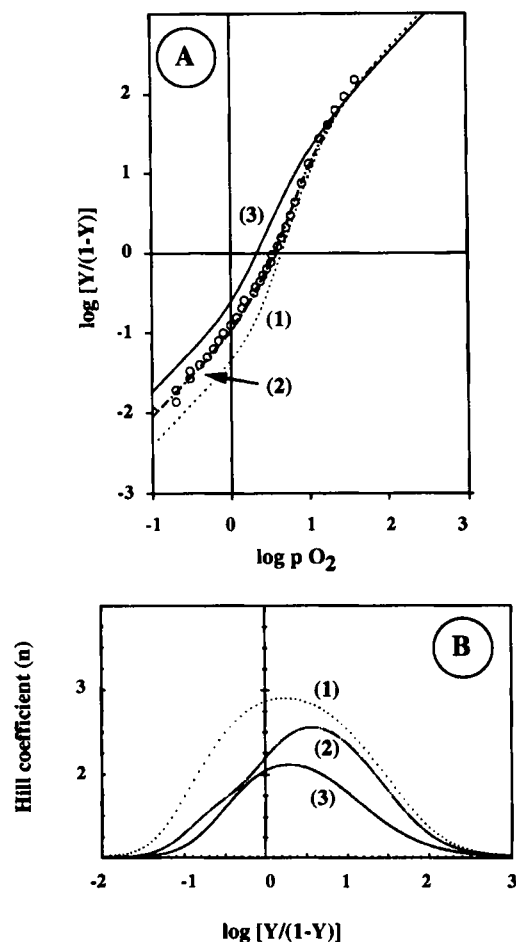 A
log [Y/(1-Y)]
2
1
0
-1
-2
-3
(3)
(1)
(2)
-1 0 1 2 3
log p O2
B
Hill coefficient (n)
3
2
(1)
(2)
(3)
-2 -1 0 1 2 3
log [Y/(1-Y)]